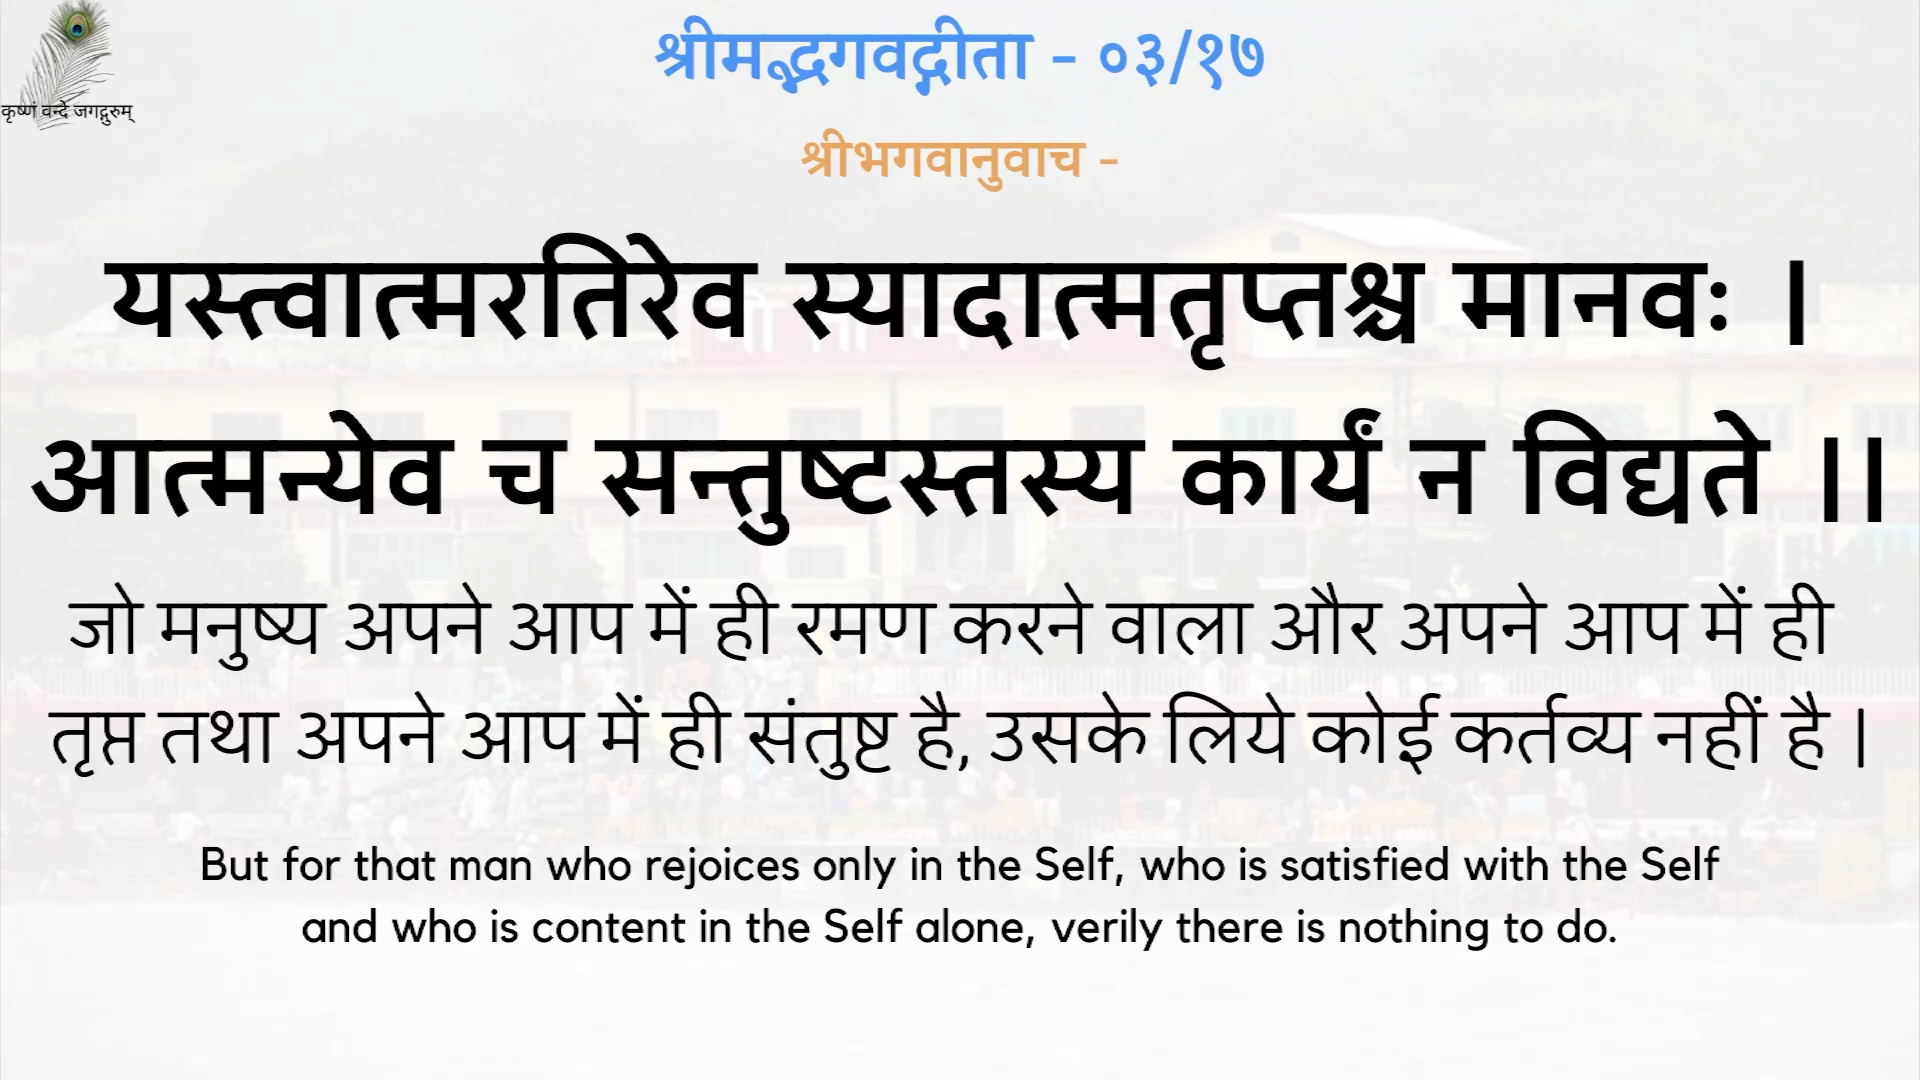 श्रीमद्भगवद्गीता - ०३/१७
कृष्णं वन्दे जगद्गुरुम्
श्रीभगवानुवाच -
यस्त्वात्मरतिरेव स्यादात्मतृप्तश्च मानवः ।
आत्मन्येव च सन्तुष्टस्तस्य कार्यं न विद्यते ।।
जो मनुष्य अपने आप में ही रमण करने वाला और अपने आप में ही
तृप्त तथा अपने आप में ही संतुष्ट है, उसके लिये कोई कर्तव्य नहीं है ।
But for that man who rejoices only in the Self, who is satisfied with the Self
and who is content in the Self alone, verily there is nothing to do.